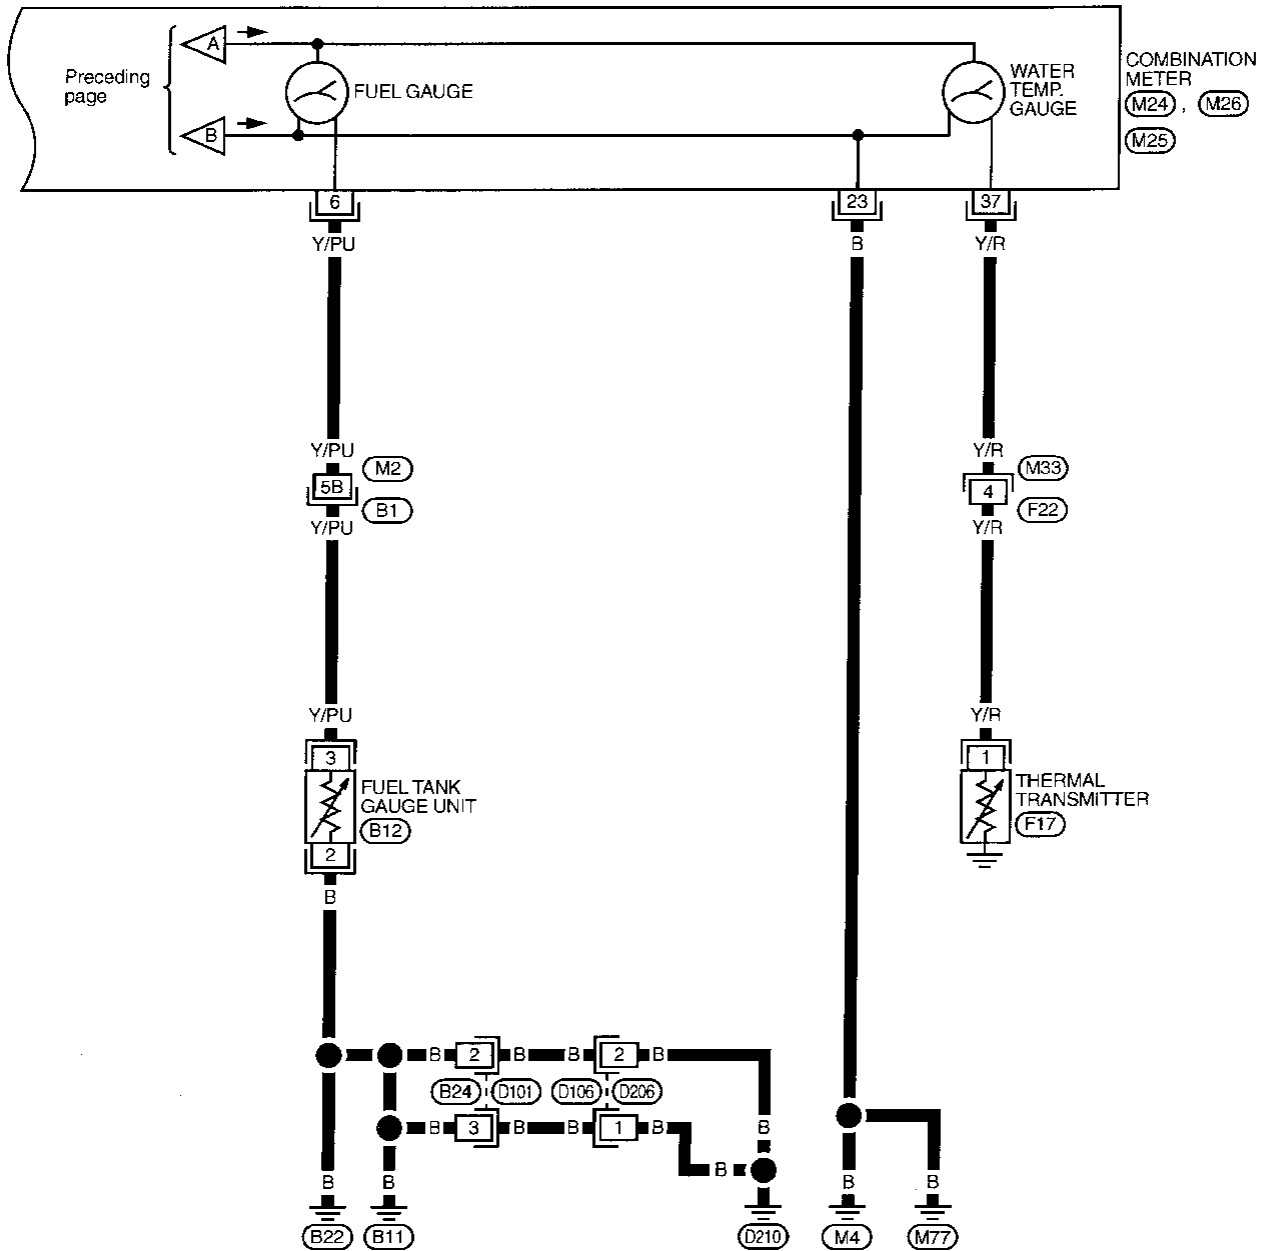 A
Preceding
page
B
FUEL GAUGE
WATER
TEMP.
GAUGE
COMBINATION
METER
M24 , M26
M25
6
23
37
Y/PU
B
Y/R
Y/PU
Y/R
M2
M33
5B
4
B1
F22
Y/PU
Y/R
Y/PU
Y/R
3
1
FUEL TANK
GAUGE UNIT
B12
THERMAL
TRANSMITTER
F17
2
B
B 2 B B 2 B
B24 D101 D106 D206
B 3 B B 1 B
B
B
B B B B
B22 B11 D210 M4 M77